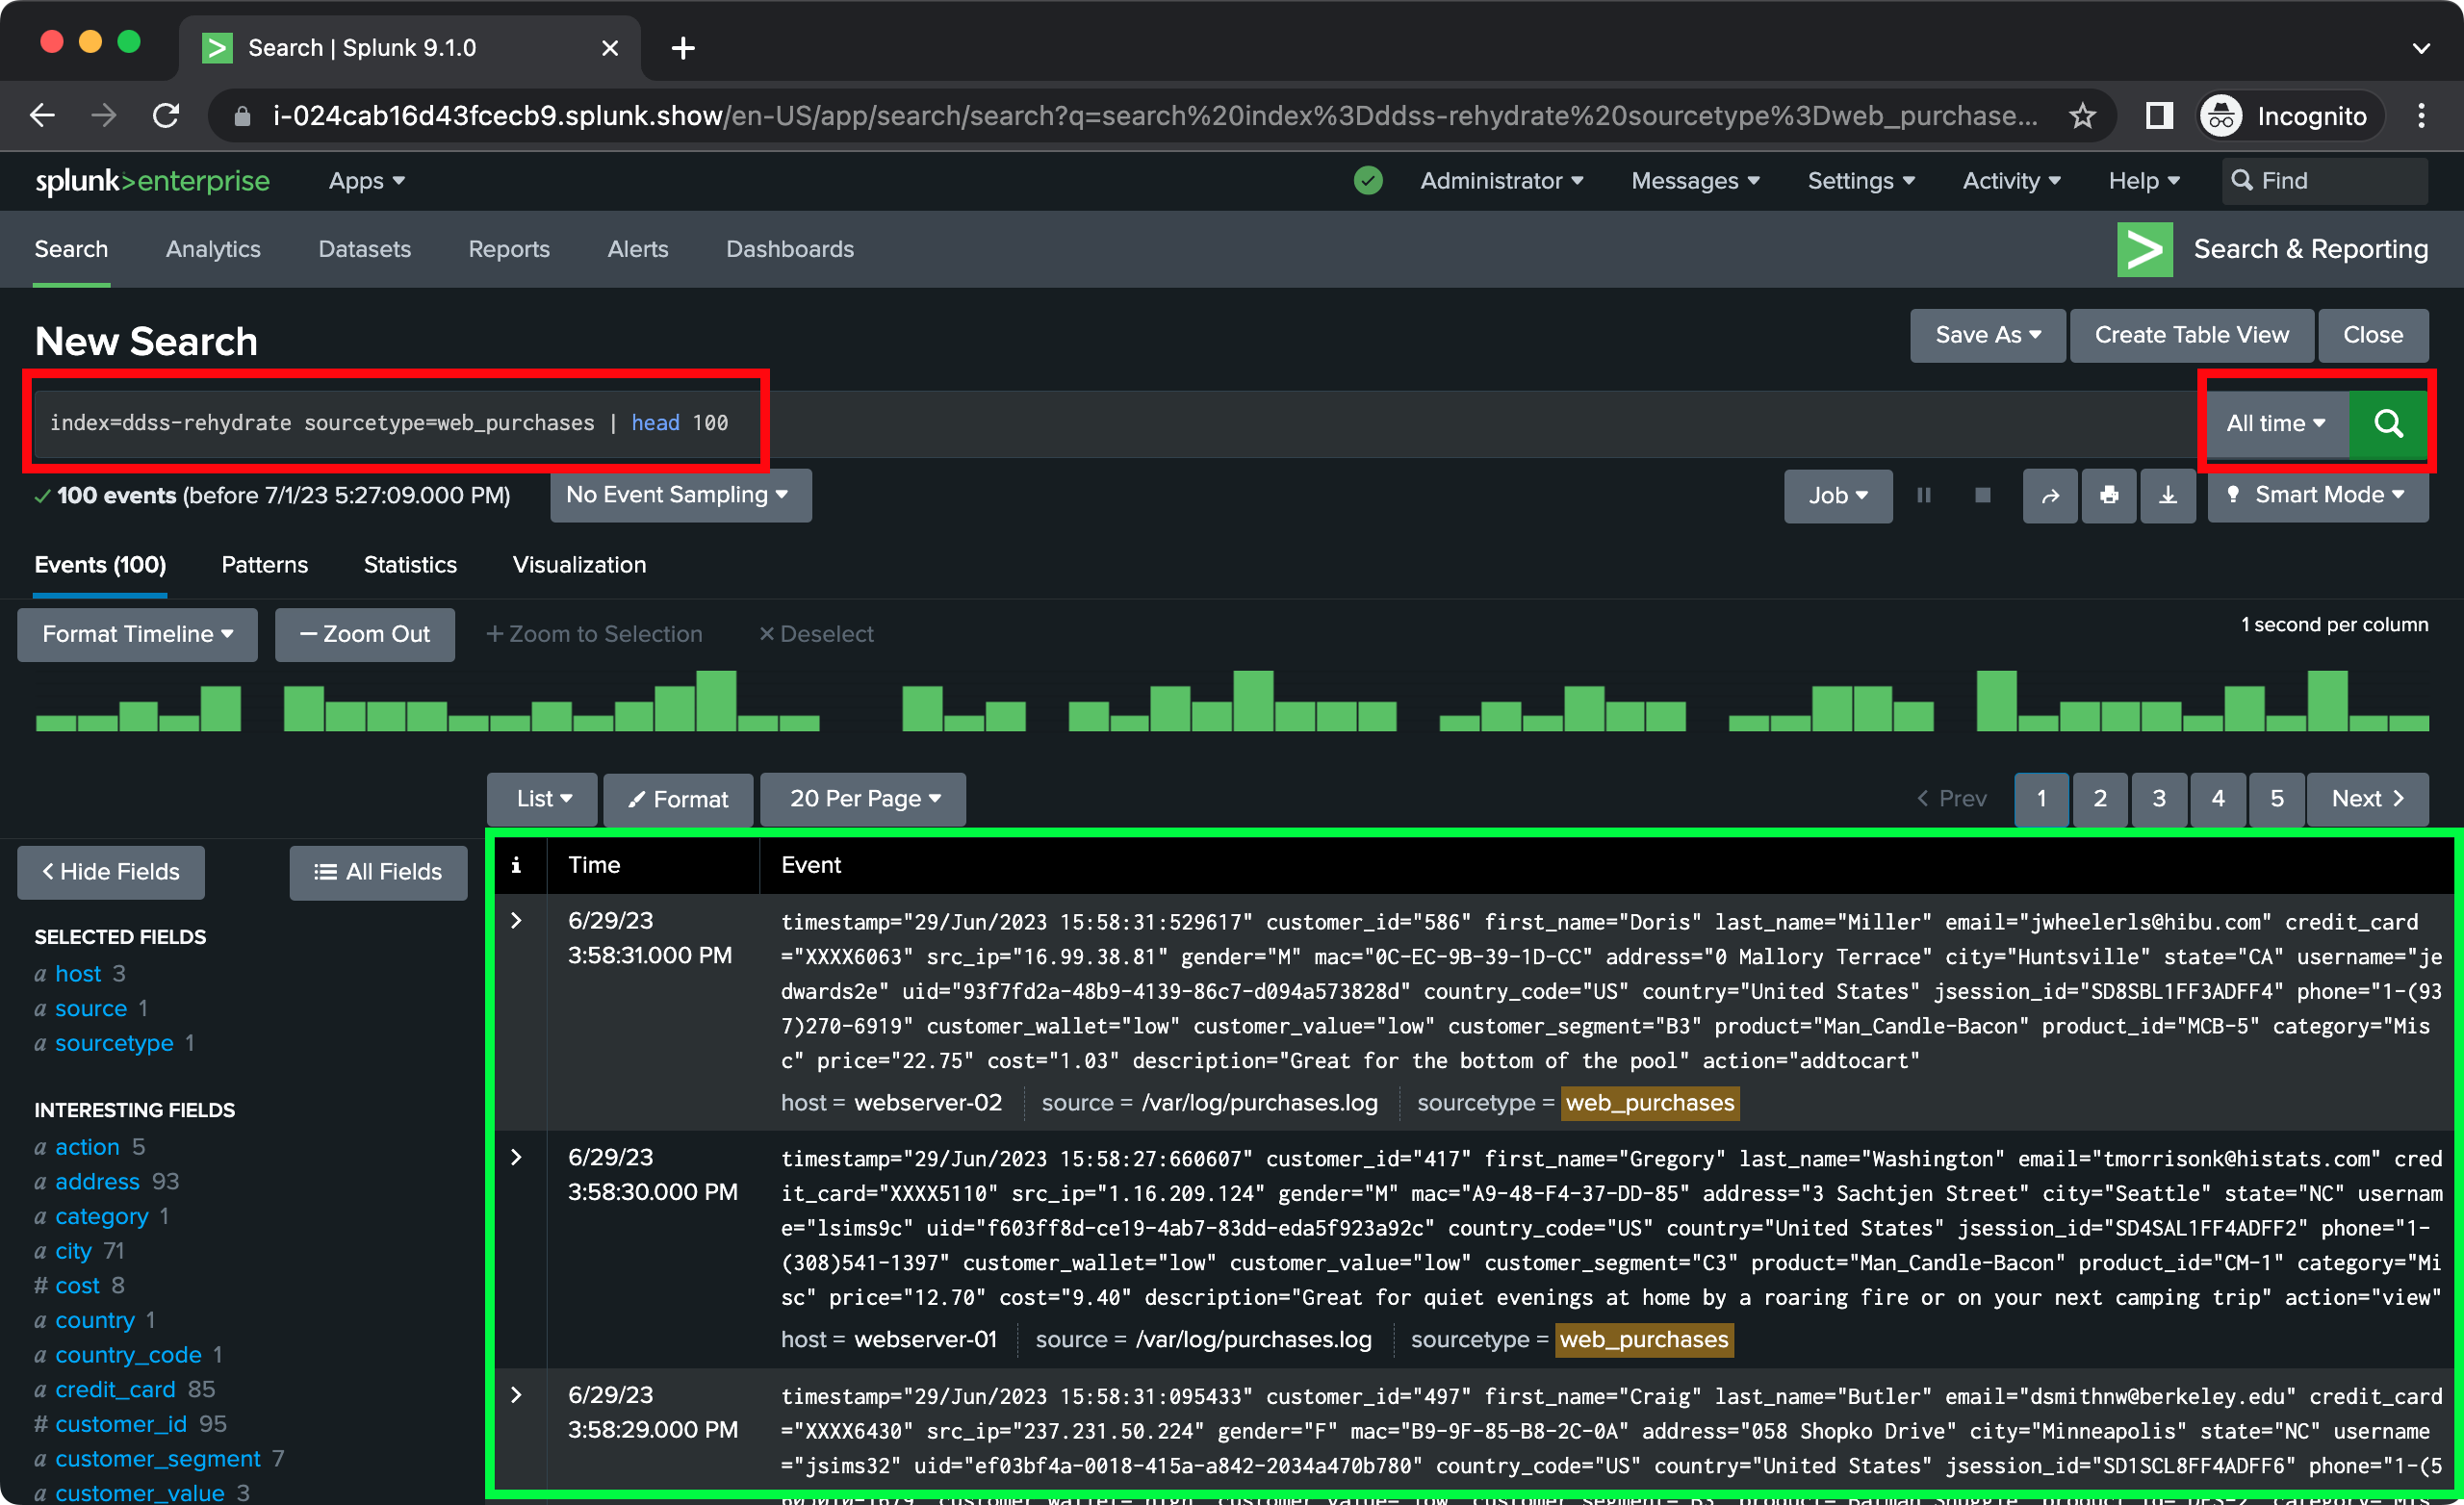 Search | Splunk 9.1.0
i-024cab16d43fcecb9.splunk.show/en-US/app/search/search?q=search%20index%3Dddss-rehydrate%20sourcetype%3Dweb_purchase...
Incognito
splunk>enterprise Apps Administrator Messages Settings Activity Help Find
Search Analytics Datasets Reports Alerts Dashboards Search & Reporting
New Search
Save As Create Table View Close
index=ddss-rehydrate sourcetype=web_purchases | head 100
All time
100 events (before 7/1/23 5:27:09.000 PM) No Event Sampling Job Smart Mode
Events (100) Patterns Statistics Visualization
Format Timeline — Zoom Out + Zoom to Selection × Deselect
1 second per column
List Format 20 Per Page < Prev 1 2 3 4 5 Next >
< Hide Fields All Fields
SELECTED FIELDS
a host 3
a source 1
a sourcetype 1
INTERESTING FIELDS
a action 5
a address 93
a category 1
a city 71
# cost 8
a country 1
a country_code 1
a credit_card 85
# customer_id 95
a customer_segment 7
a customer_value 3
i Time Event
> 6/29/23
3:58:31.000 PM
timestamp="29/Jun/2023 15:58:31:529617" customer_id="586" first_name="Doris" last_name="Miller" email="jwheelerls@hibu.com" credit_card
="XXXX6063" src_ip="16.99.38.81" gender="M" mac="0C-EC-9B-39-1D-CC" address="0 Mallory Terrace" city="Huntsville" state="CA" username="je
dwards2e" uid="93f7fd2a-48b9-4139-86c7-d094a573828d" country_code="US" country="United States" jsession_id="SD8SBL1FF3ADFF4" phone="1-(93
7)270-6919" customer_wallet="low" customer_value="low" customer_segment="B3" product="Man_Candle-Bacon" product_id="MCB-5" category="Mis
c" price="22.75" cost="1.03" description="Great for the bottom of the pool" action="addtocart"
host = webserver-02 source = /var/log/purchases.log sourcetype = web_purchases
> 6/29/23
3:58:30.000 PM
timestamp="29/Jun/2023 15:58:27:660607" customer_id="417" first_name="Gregory" last_name="Washington" email="tmorrisonk@histats.com" cred
it_card="XXXX5110" src_ip="1.16.209.124" gender="M" mac="A9-48-F4-37-DD-85" address="3 Sachtjen Street" city="Seattle" state="NC" usernam
e="lsims9c" uid="f603ff8d-ce19-4ab7-83dd-eda5f923a92c" country_code="US" country="United States" jsession_id="SD4SAL1FF4ADFF2" phone="1-
(308)541-1397" customer_wallet="low" customer_value="low" customer_segment="C3" product="Man_Candle-Bacon" product_id="CM-1" category="Mi
sc" price="12.70" cost="9.40" description="Great for quiet evenings at home by a roaring fire or on your next camping trip" action="view"
host = webserver-01 source = /var/log/purchases.log sourcetype = web_purchases
> 6/29/23
3:58:29.000 PM
timestamp="29/Jun/2023 15:58:31:095433" customer_id="497" first_name="Craig" last_name="Butler" email="dsmithnw@berkeley.edu" credit_card
="XXXX6430" src_ip="237.231.50.224" gender="F" mac="B9-9F-85-B8-2C-0A" address="058 Shopko Drive" city="Minneapolis" state="NC" username
="jsims32" uid="ef03bf4a-0018-415a-a842-2034a470b780" country_code="US" country="United States" jsession_id="SD1SCL8FF4ADFF6" phone="1-(5